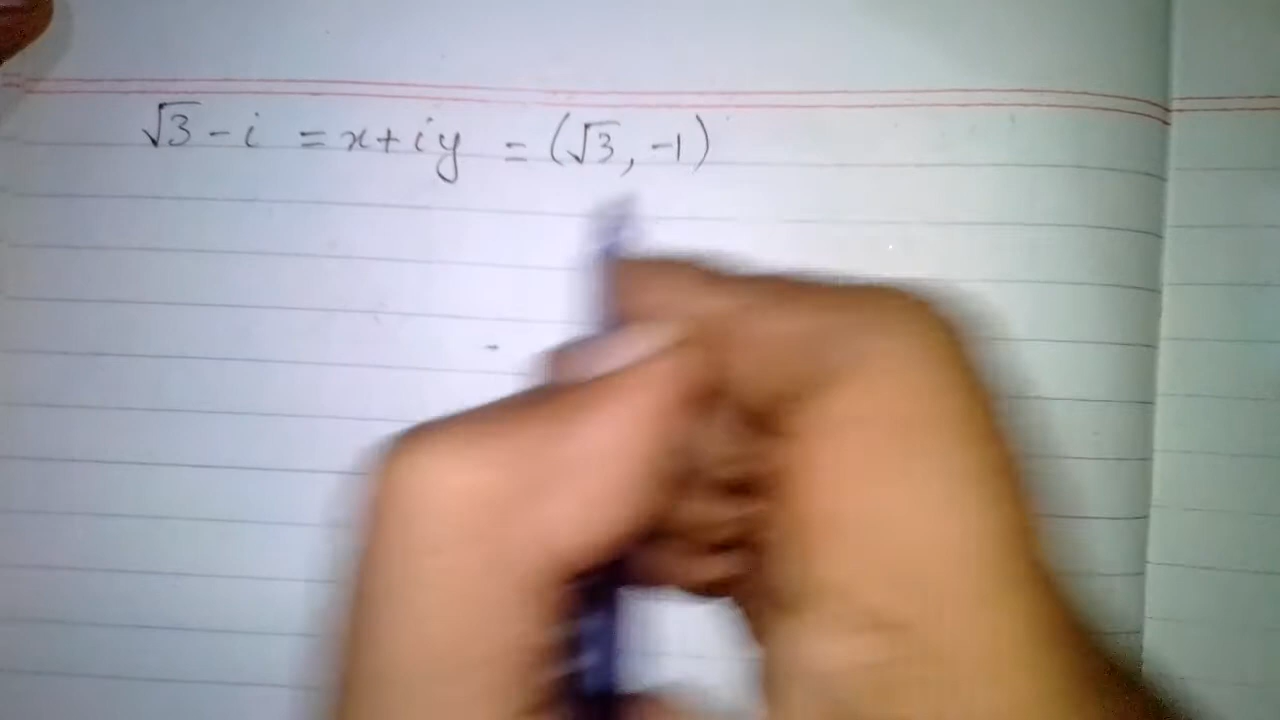 √3 - i = x + iy = (√3, -1)